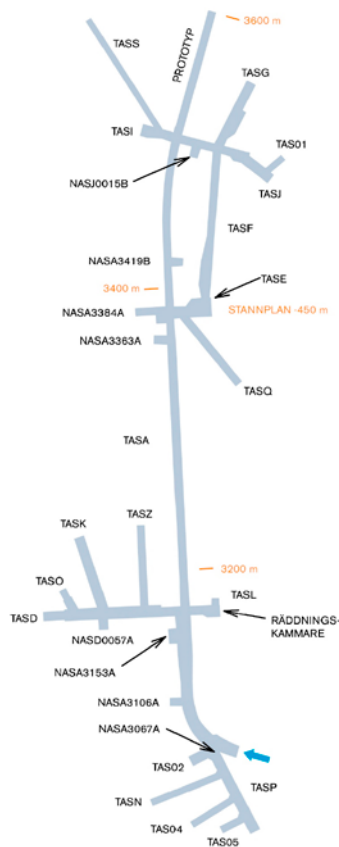 3600 m
TASS
PROTOTYP
TASG
TASI
TAS01
NASJ0015B
TASJ
TASF
NASA3419B
TASE
3400 m
NASA3384A
STANNPLAN -450 m
NASA3363A
TASQ
TASA
TASZ
TASK
3200 m
TASO
TASL
TASD
RÄDDNINGS-
KAMMARE
NASD0057A
NASA3153A
NASA3106A
NASA3067A
TAS02
TASP
TASN
TAS04
TAS05